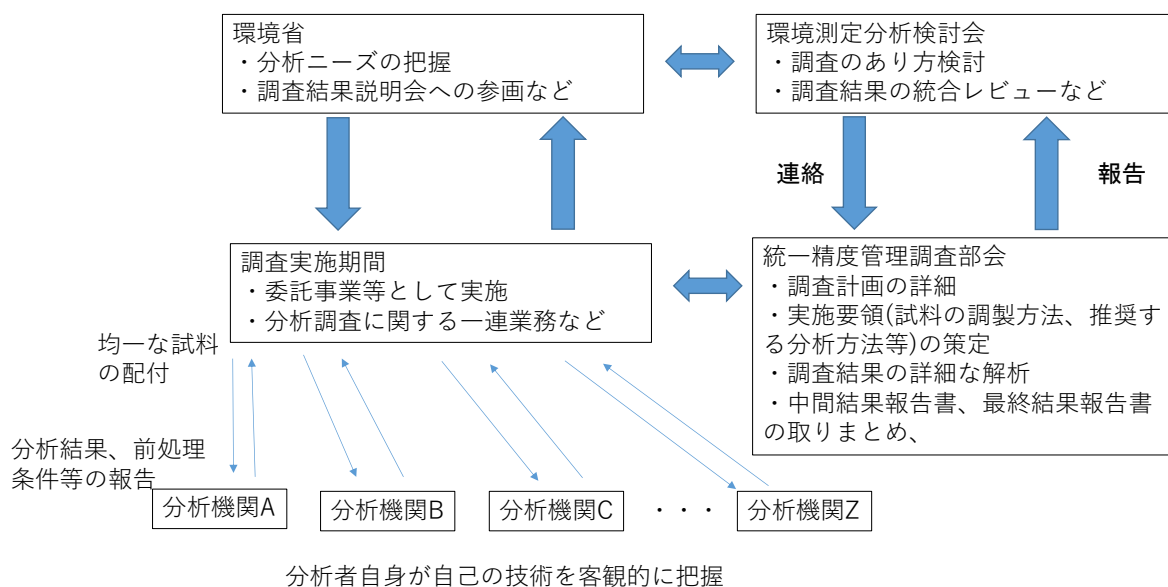 環境省
・分析ニーズの把握
・調査結果説明会への参画など
環境測定分析検討会
・調査のあり方検討
・調査結果の統合レビューなど
連絡
報告
調査実施期間
・委託事業等として実施
・分析調査に関する一連業務など
統一精度管理調査部会
・調査計画の詳細
・実施要領(試料の調製方法、推奨す
る分析方法等)の策定
・調査結果の詳細な解析
・中間結果報告書、最終結果報告書
の取りまとめ、
均一な試料
の配付
分析結果、前処理
条件等の報告
分析機関A
分析機関B
分析機関C
・・・
分析機関Z
分析者自身が自己の技術を客観的に把握